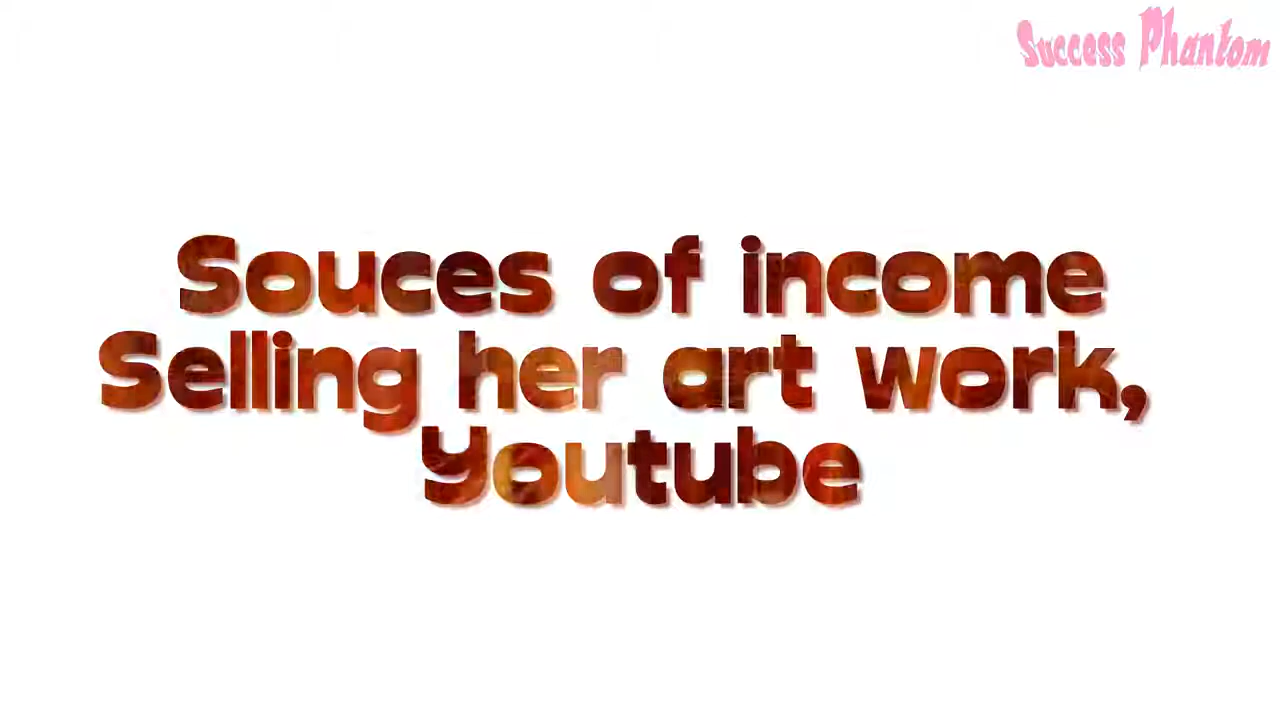 Success Phantom
Souces of income
Selling her art work,
Youtube